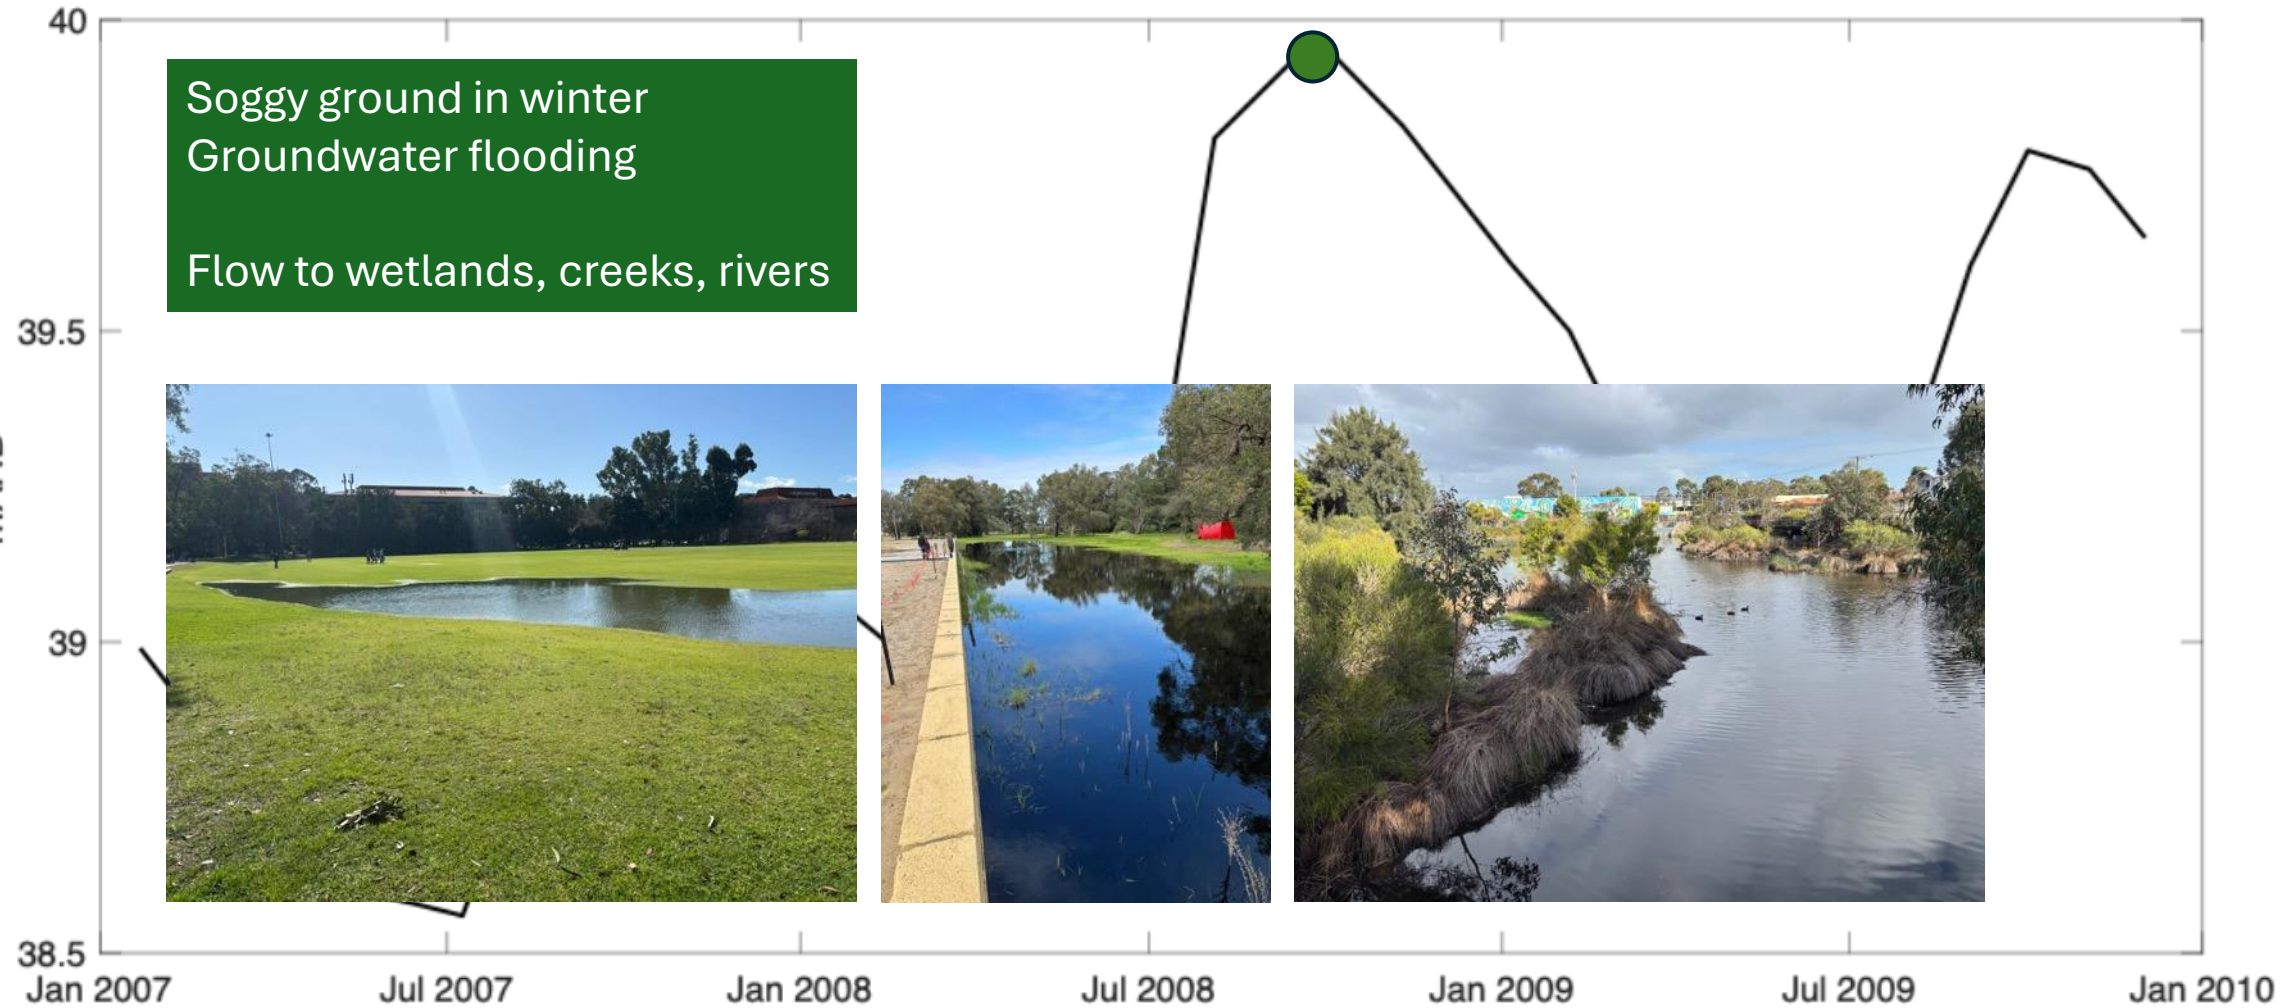 40
Soggy ground in winter
Groundwater flooding
Flow to wetlands, creeks, rivers
39.5
39
38.5
Jan 2007
Jul 2007
Jan 2008
Jul 2008
Jan 2009
Jul 2009
Jan 2010